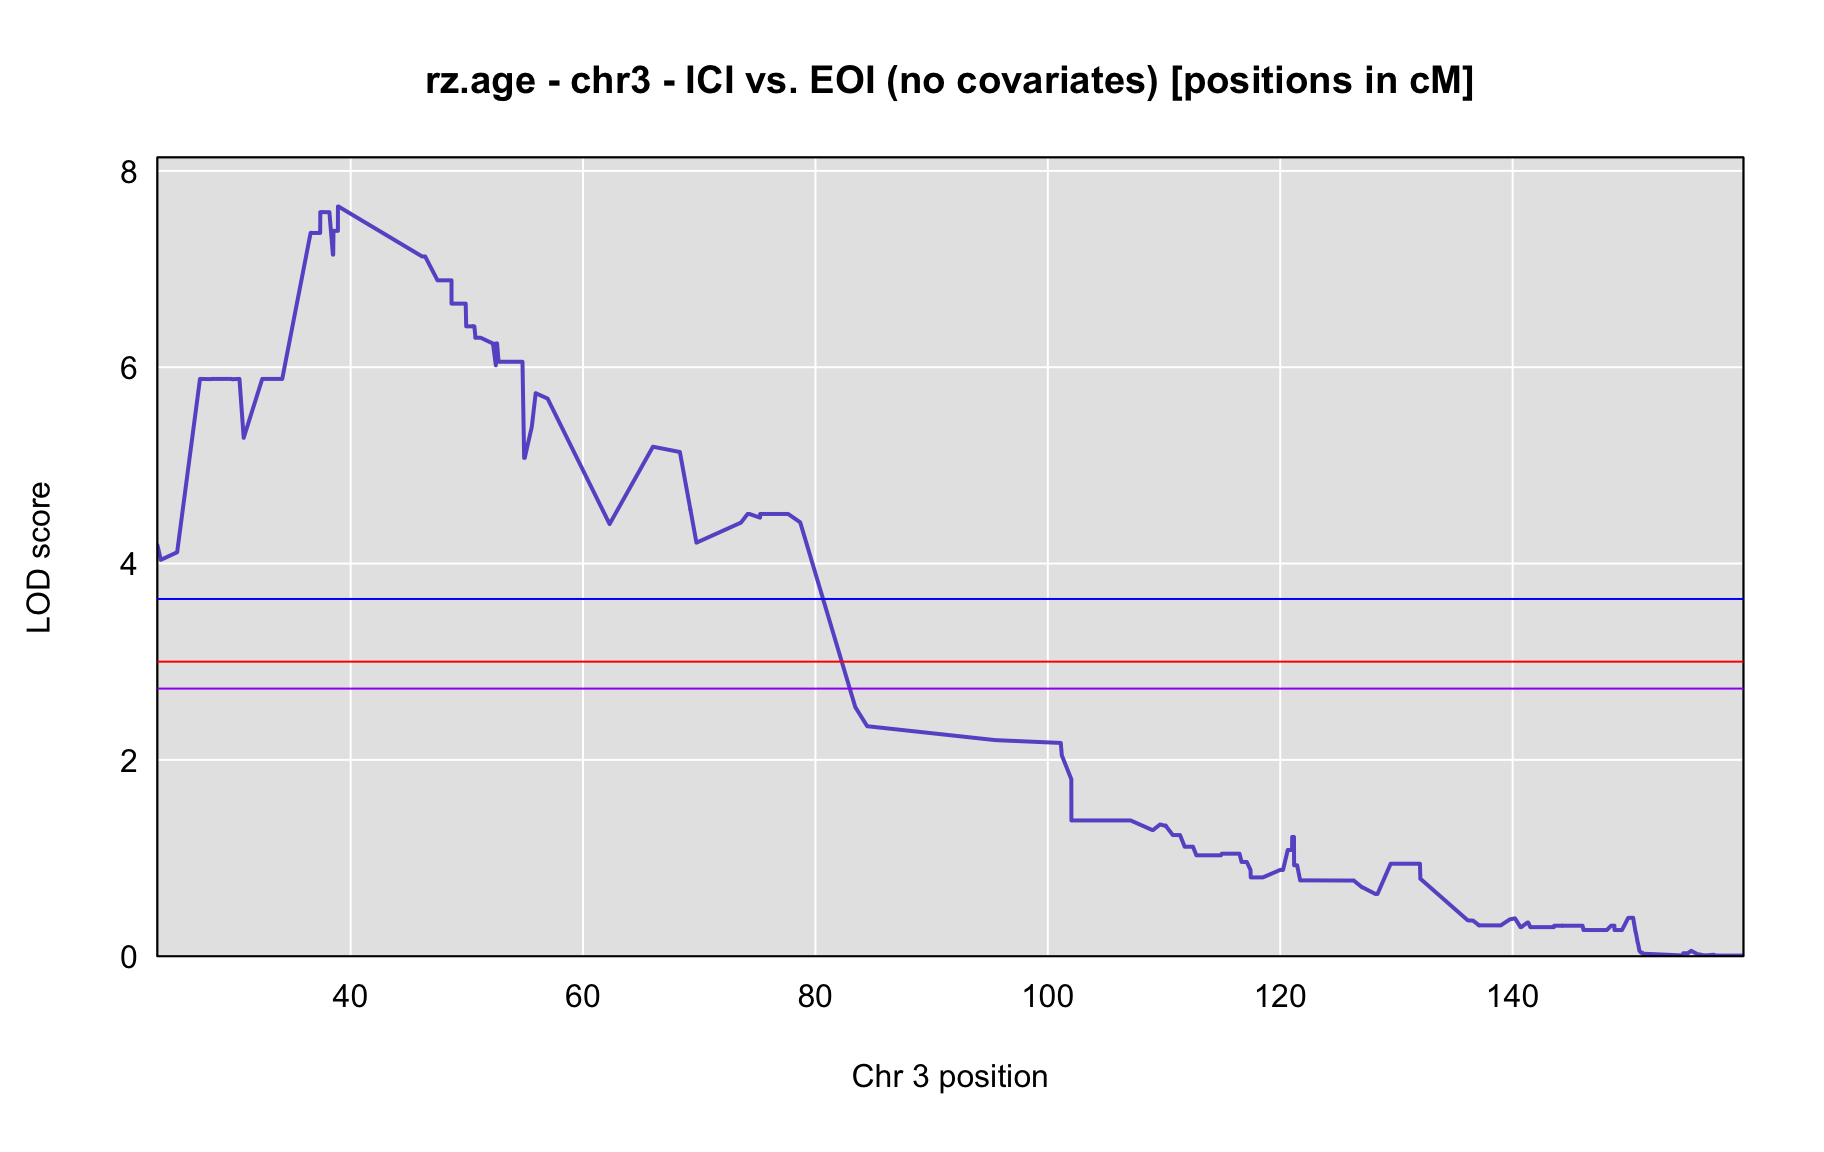 rz.age - chr3 - ICI vs. EOI (no covariates) [positions in cM]
8
6
4
2
0
LOD score
40 60 80 100 120 140
Chr 3 position